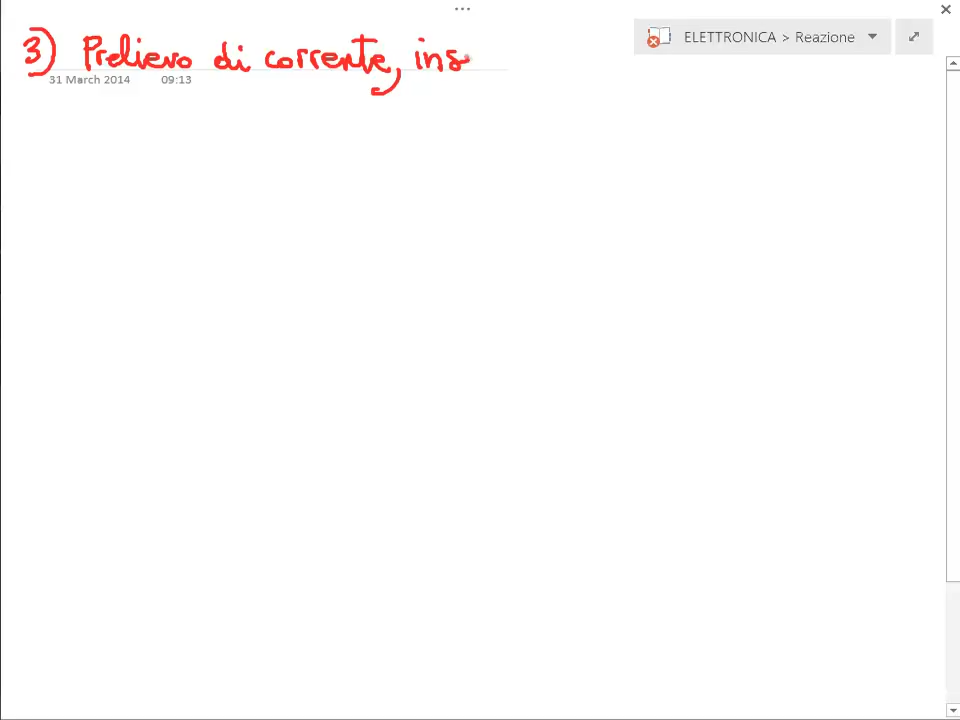 ELETTRONICA > Reazione
3) Prelievo di corrente, ins
31 March 2014 09:13